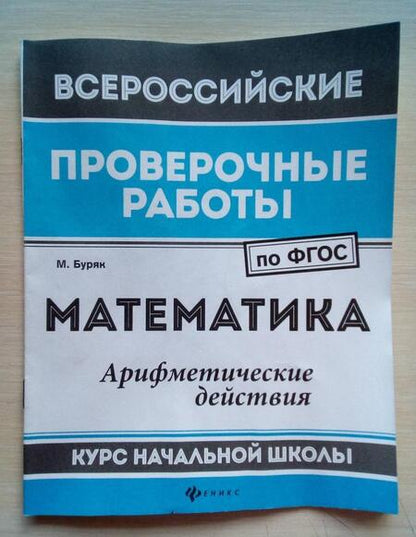 ВСЕРОССИЙСКИЕ
ПРОВЕРОЧНЫЕ
РАБОТЫ
М. Буряк
по ФГОС
МАТЕМАТИКА
Арифметические
действия
КУРС НАЧАЛЬНОЙ ШКОЛЫ
ФЕНИКС